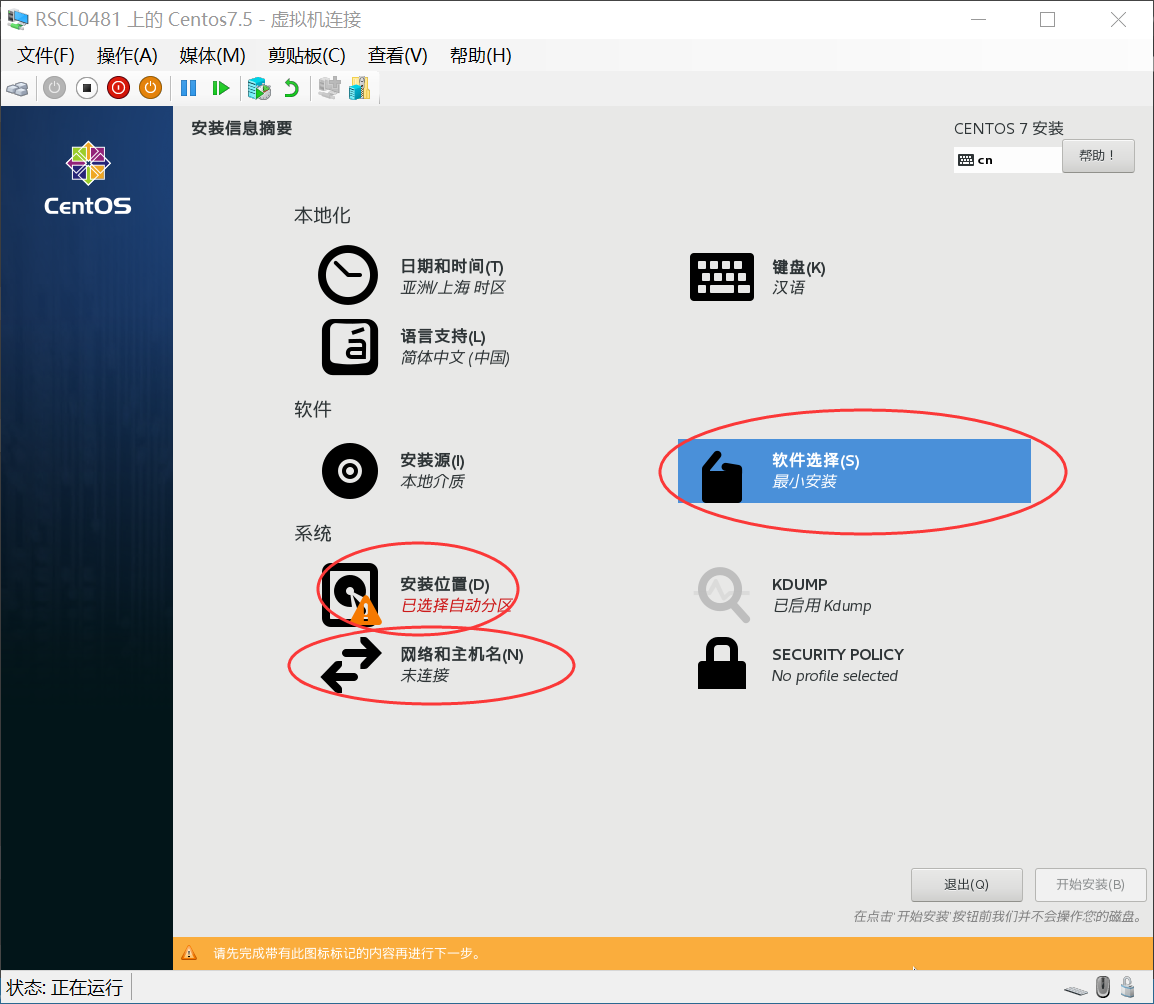 RSCL0481 上的 Centos7.5 - 虚拟机连接
文件(F) 操作(A) 媒体(M) 剪贴板(C) 查看(V) 帮助(H)
CentOS
安装信息摘要
CENTOS 7 安装
cn
帮助！
本地化
日期和时间(T)
亚洲/上海 时区
键盘(K)
汉语
语言支持(L)
简体中文 (中国)
软件
安装源(I)
本地介质
软件选择(S)
最小安装
系统
安装位置(D)
已选择自动分区
KDUMP
已启用 Kdump
网络和主机名(N)
未连接
SECURITY POLICY
No profile selected
退出(Q)
开始安装(B)
在点击'开始安装'按钮前我们并不会操作您的磁盘。
请先完成带有此图标标记的内容再进行下一步。
状态: 正在运行